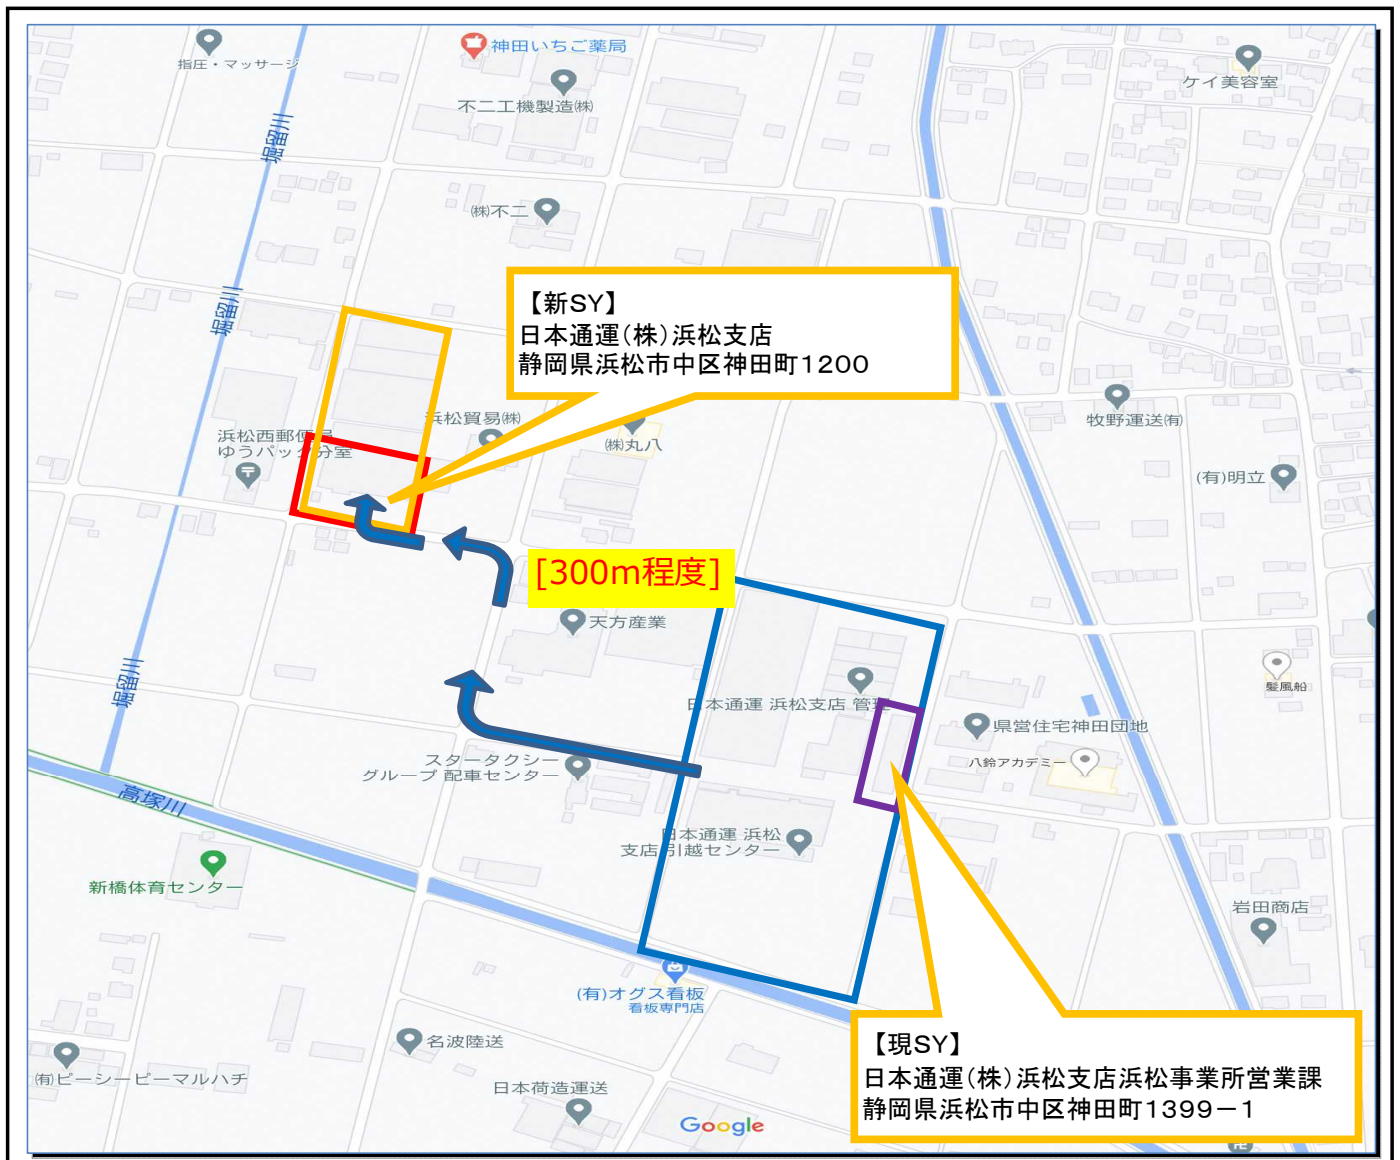 指圧・マッサージ
神田いちご薬局
不二工機製造㈱
ケイ美容室
堀留川
㈱不二
【新SY】
日本通運(株)浜松支店
静岡県浜松市中区神田町1200
堀留川
浜松貿易㈱
㈱丸八
牧野運送㈲
浜松西郵便局
ゆうパック分室
(有)明立
[300m程度]
天方産業
堀留川
日本通運 浜松支店 管理
髪風船
県営住宅神田団地
八鈴アカデミー
スタータクシー
グループ 配車センター
高塚川
日本通運 浜松
支店 引越センター
新橋体育センター
岩田商店
(有)オグス看板
看板専門店
名波陸送
㈲ピーシーピーマルハチ
日本荷造運送
Google
【現SY】
日本通運(株)浜松支店浜松事業所営業課
静岡県浜松市中区神田町1399－1